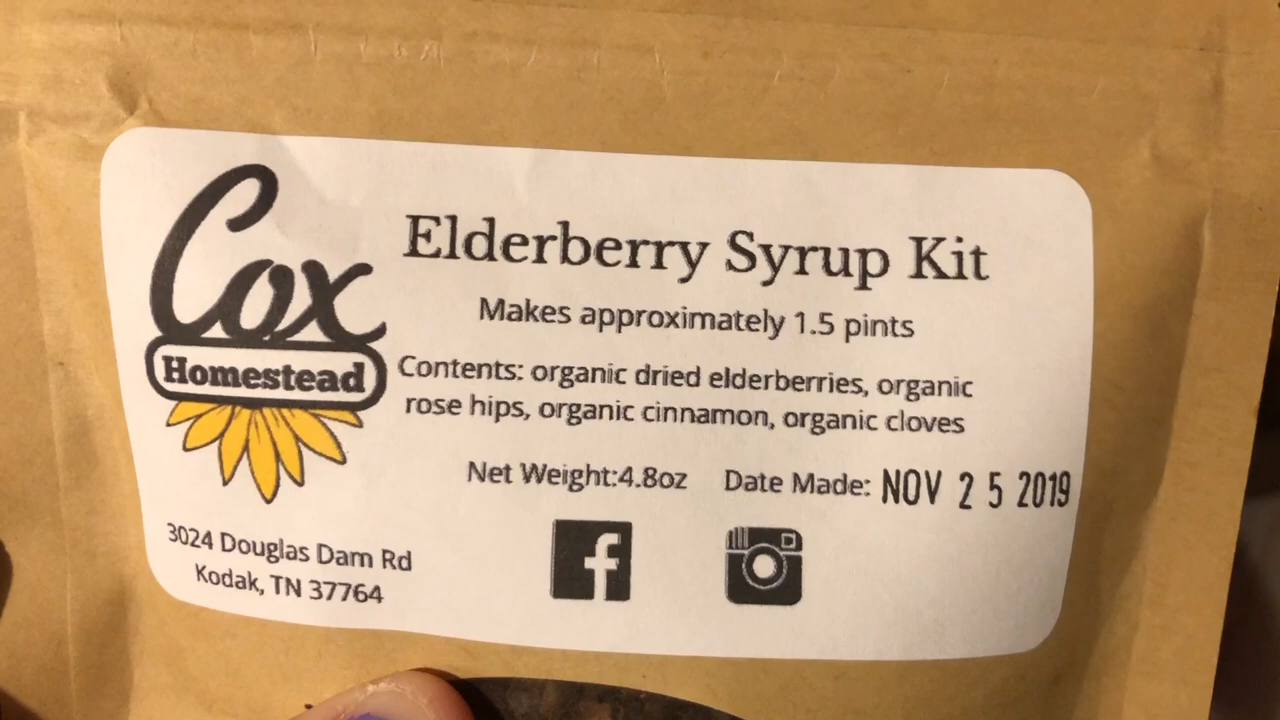 Cox
Homestead
Elderberry Syrup Kit
Makes approximately 1.5 pints
Contents: organic dried elderberries, organic
rose hips, organic cinnamon, organic cloves
Net Weight:4.8oz Date Made: NOV 25 2019
3024 Douglas Dam Rd
Kodak, TN 37764